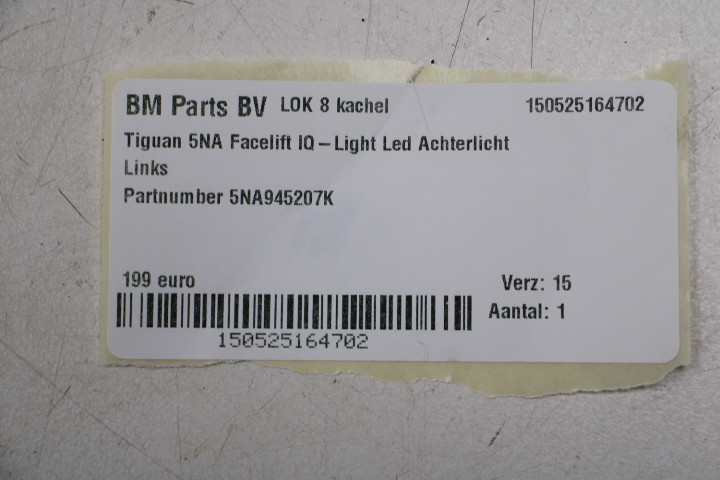 BM Parts BV LOK 8 kachel 150525164702
Tiguan 5NA Facelift IQ-Light Led Achterlicht
Links
Partnumber 5NA945207K
199 euro Verz: 15
Aantal: 1
150525164702